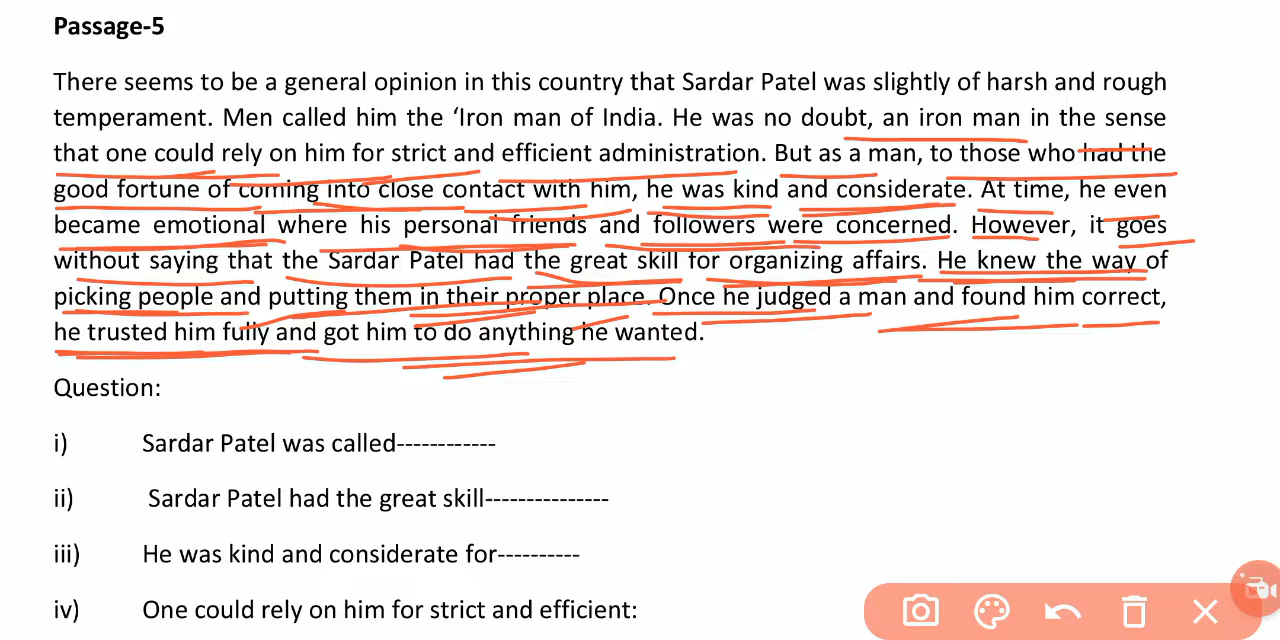 Passage-5
There seems to be a general opinion in this country that Sardar Patel was slightly of harsh and rough
temperament. Men called him the ‘Iron man of India. He was no doubt, an iron man in the sense
that one could rely on him for strict and efficient administration. But as a man, to those who had the
good fortune of coming into close contact with him, he was kind and considerate. At time, he even
became emotional where his personal friends and followers were concerned. However, it goes
without saying that the Sardar Patel had the great skill for organizing affairs. He knew the way of
picking people and putting them in their proper place. Once he judged a man and found him correct,
he trusted him fully and got him to do anything he wanted.
Question:
i) Sardar Patel was called------------
ii) Sardar Patel had the great skill---------------
iii) He was kind and considerate for----------
iv) One could rely on him for strict and efficient: